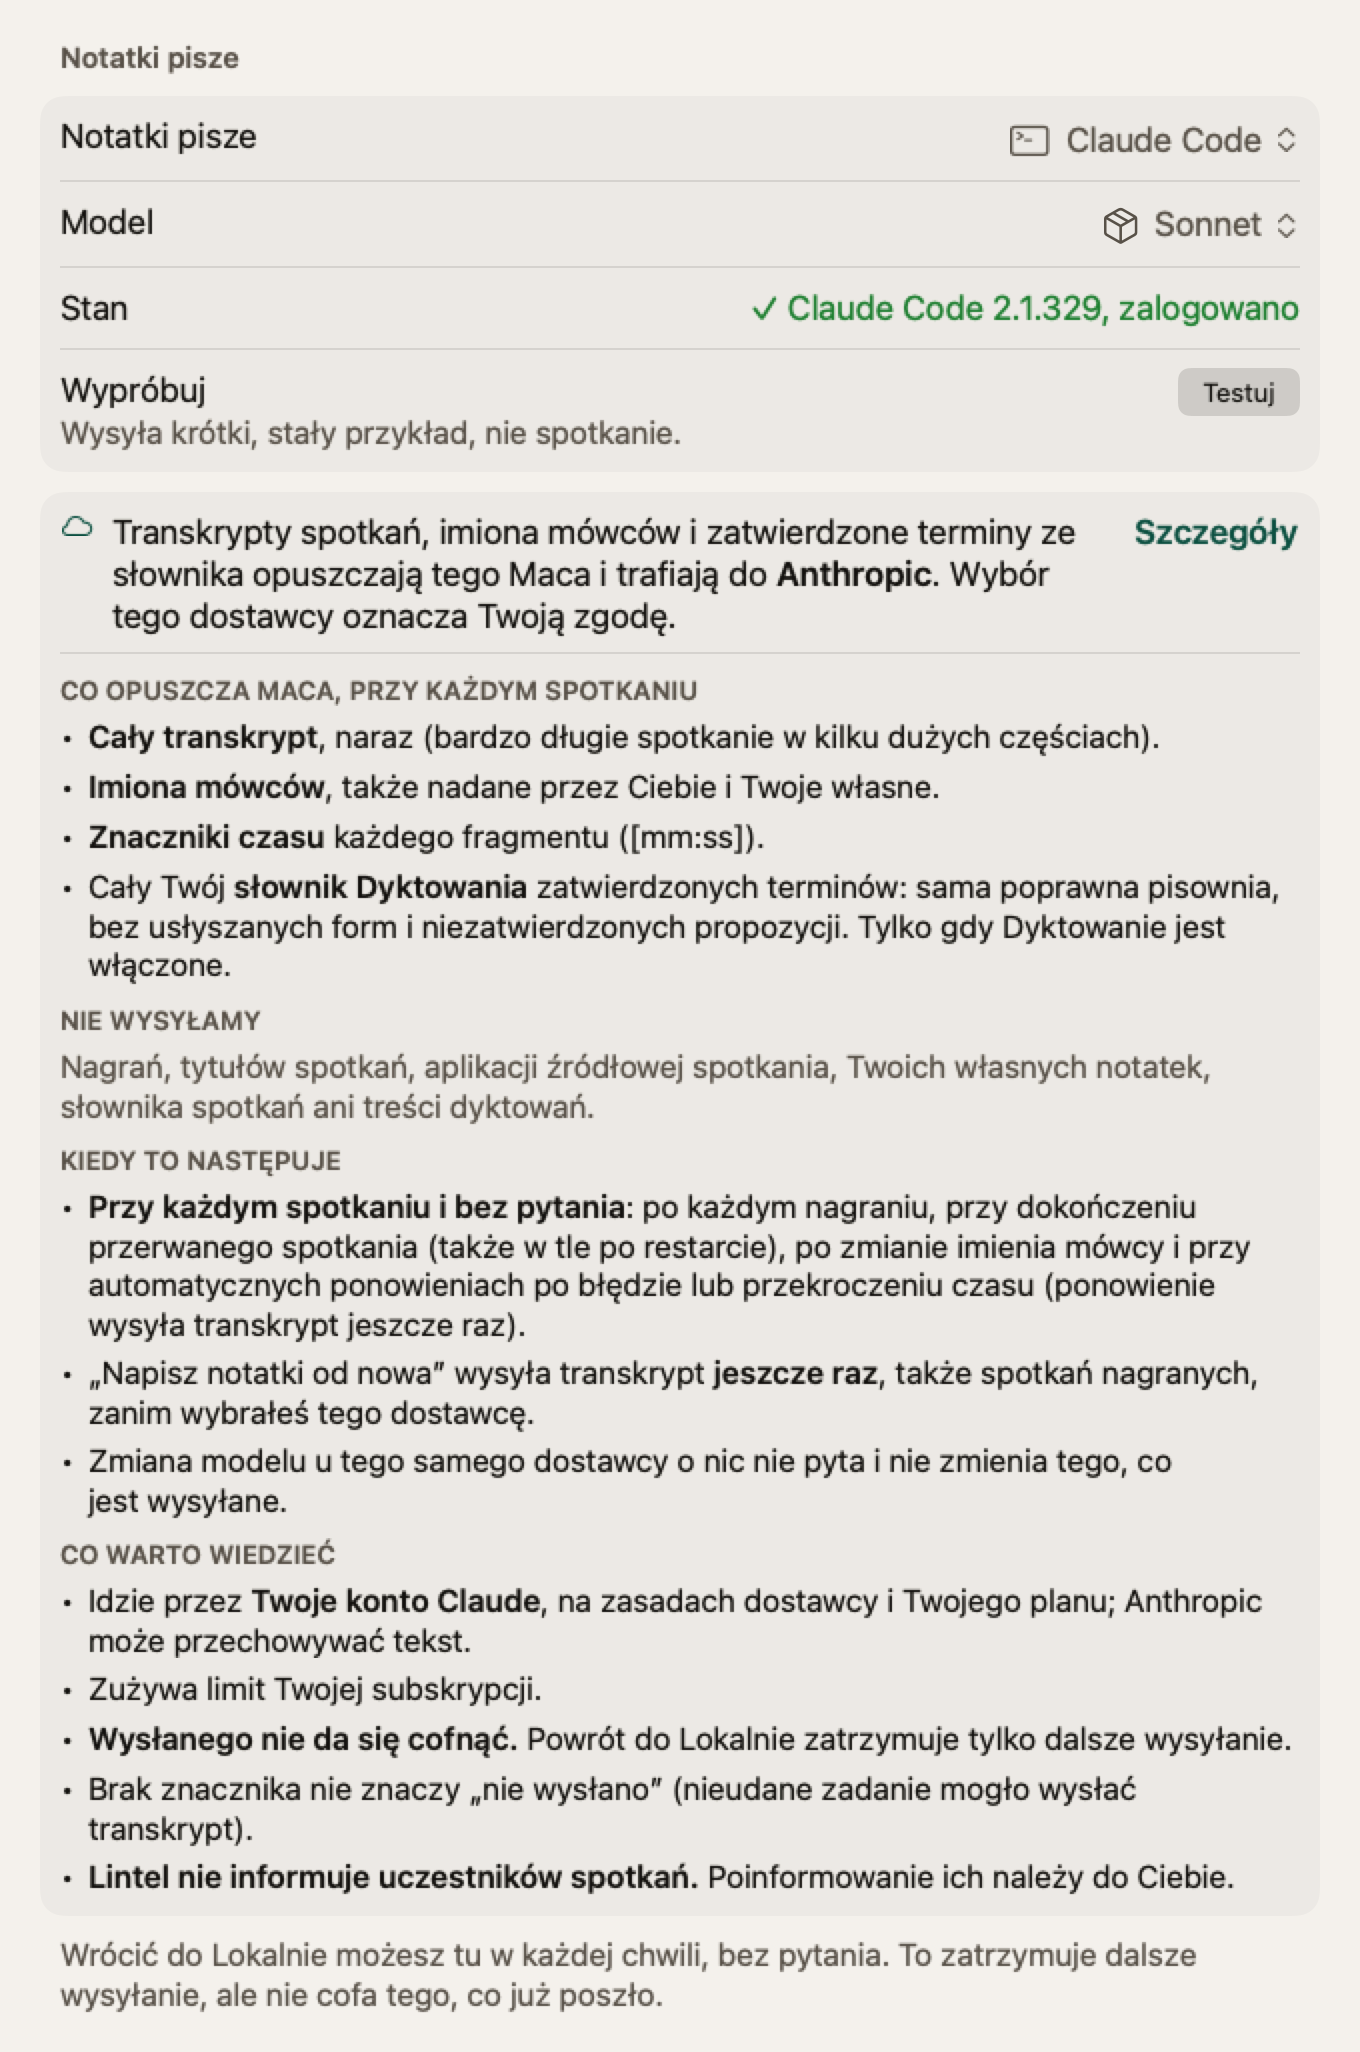 Notatki pisze
Notatki pisze
Claude Code
Model
Sonnet
Stan
✓ Claude Code 2.1.329, zalogowano
Wypróbuj
Testuj
Wysyła krótki, stały przykład, nie spotkanie.
Transkrypty spotkań, imiona mówców i zatwierdzone terminy ze
Szczegóły
słownika opuszczają tego Maca i trafiają do Anthropic. Wybór
tego dostawcy oznacza Twoją zgodę.
CO OPUSZCZA MACA, PRZY KAŻDYM SPOTKANIU
• Cały transkrypt, naraz (bardzo długie spotkanie w kilku dużych częściach).
• Imiona mówców, także nadane przez Ciebie i Twoje własne.
• Znaczniki czasu każdego fragmentu ([mm:ss]).
• Cały Twój słownik Dyktowania zatwierdzonych terminów: sama poprawna pisownia,
bez usłyszanych form i niezatwierdzonych propozycji. Tylko gdy Dyktowanie jest
włączone.
NIE WYSYŁAMY
Nagrań, tytułów spotkań, aplikacji źródłowej spotkania, Twoich własnych notatek,
słownika spotkań ani treści dyktowań.
KIEDY TO NASTĘPUJE
• Przy każdym spotkaniu i bez pytania: po każdym nagraniu, przy dokończeniu
przerwanego spotkania (także w tle po restarcie), po zmianie imienia mówcy i przy
automatycznych ponowieniach po błędzie lub przekroczeniu czasu (ponowienie
wysyła transkrypt jeszcze raz).
• „Napisz notatki od nowa” wysyła transkrypt jeszcze raz, także spotkań nagranych,
zanim wybrałeś tego dostawcę.
• Zmiana modelu u tego samego dostawcy o nic nie pyta i nie zmienia tego, co
jest wysyłane.
CO WARTO WIEDZIEĆ
• Idzie przez Twoje konto Claude, na zasadach dostawcy i Twojego planu; Anthropic
może przechowywać tekst.
• Zużywa limit Twojej subskrypcji.
• Wysłanego nie da się cofnąć. Powrót do Lokalnie zatrzymuje tylko dalsze wysyłanie.
• Brak znacznika nie znaczy „nie wysłano” (nieudane zadanie mogło wysłać
transkrypt).
• Lintel nie informuje uczestników spotkań. Poinformowanie ich należy do Ciebie.
Wrócić do Lokalnie możesz tu w każdej chwili, bez pytania. To zatrzymuje dalsze
wysyłanie, ale nie cofa tego, co już poszło.